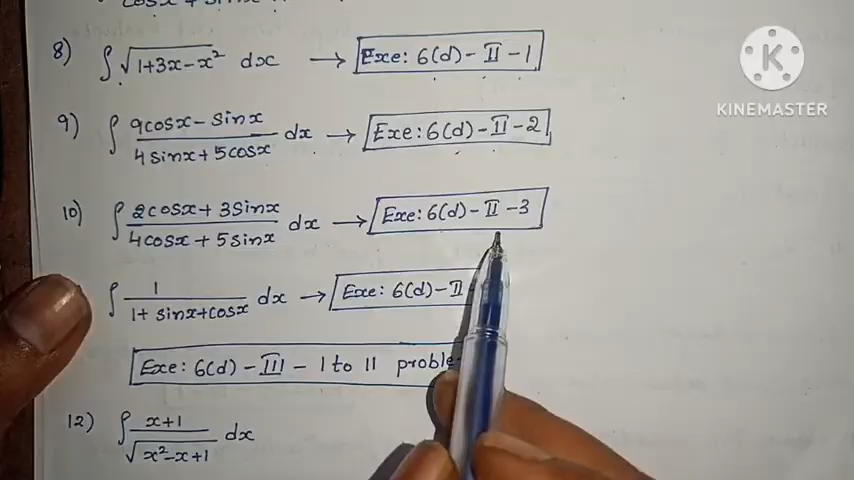 cosx + sinx
8) ∫ √1+3x-x² dx → Exe: 6(d)-II-1
KINEMASTER
9) ∫ 9cosx - sinx / 4sinx + 5cosx dx → Exe: 6(d)-II-2
10) ∫ 2cosx + 3sinx / 4cosx + 5sinx dx → Exe: 6(d)-II-3
∫ 1 / 1+ sinx+cosx dx → Exe: 6(d)-II
Exe: 6(d)-III - 1 to 11
12) ∫ x+1 / √x²-x+1 dx